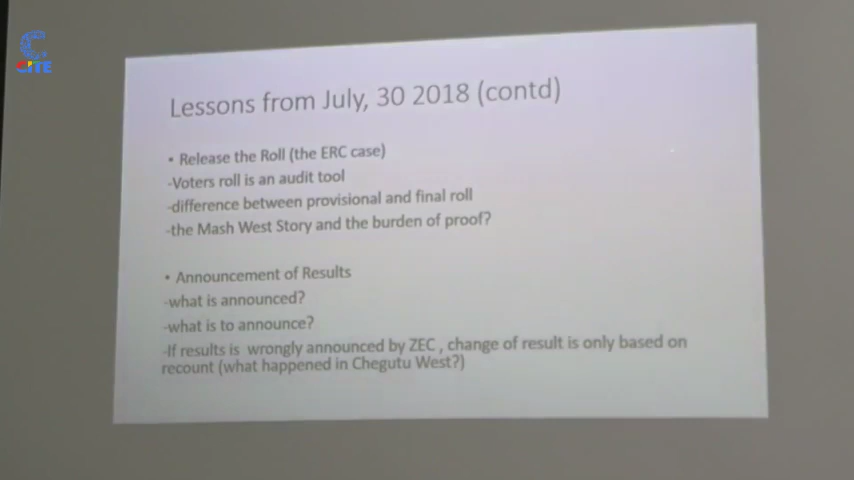 CITE
Lessons from July, 30 2018 (contd)
• Release the Roll (the ERC case)
-Voters roll is an audit tool
-difference between provisional and final roll
-the Mash West Story and the burden of proof?
• Announcement of Results
-what is announced?
-what is to announce?
-If results is wrongly announced by ZEC , change of result is only based on
recount (what happened in Chegutu West?)